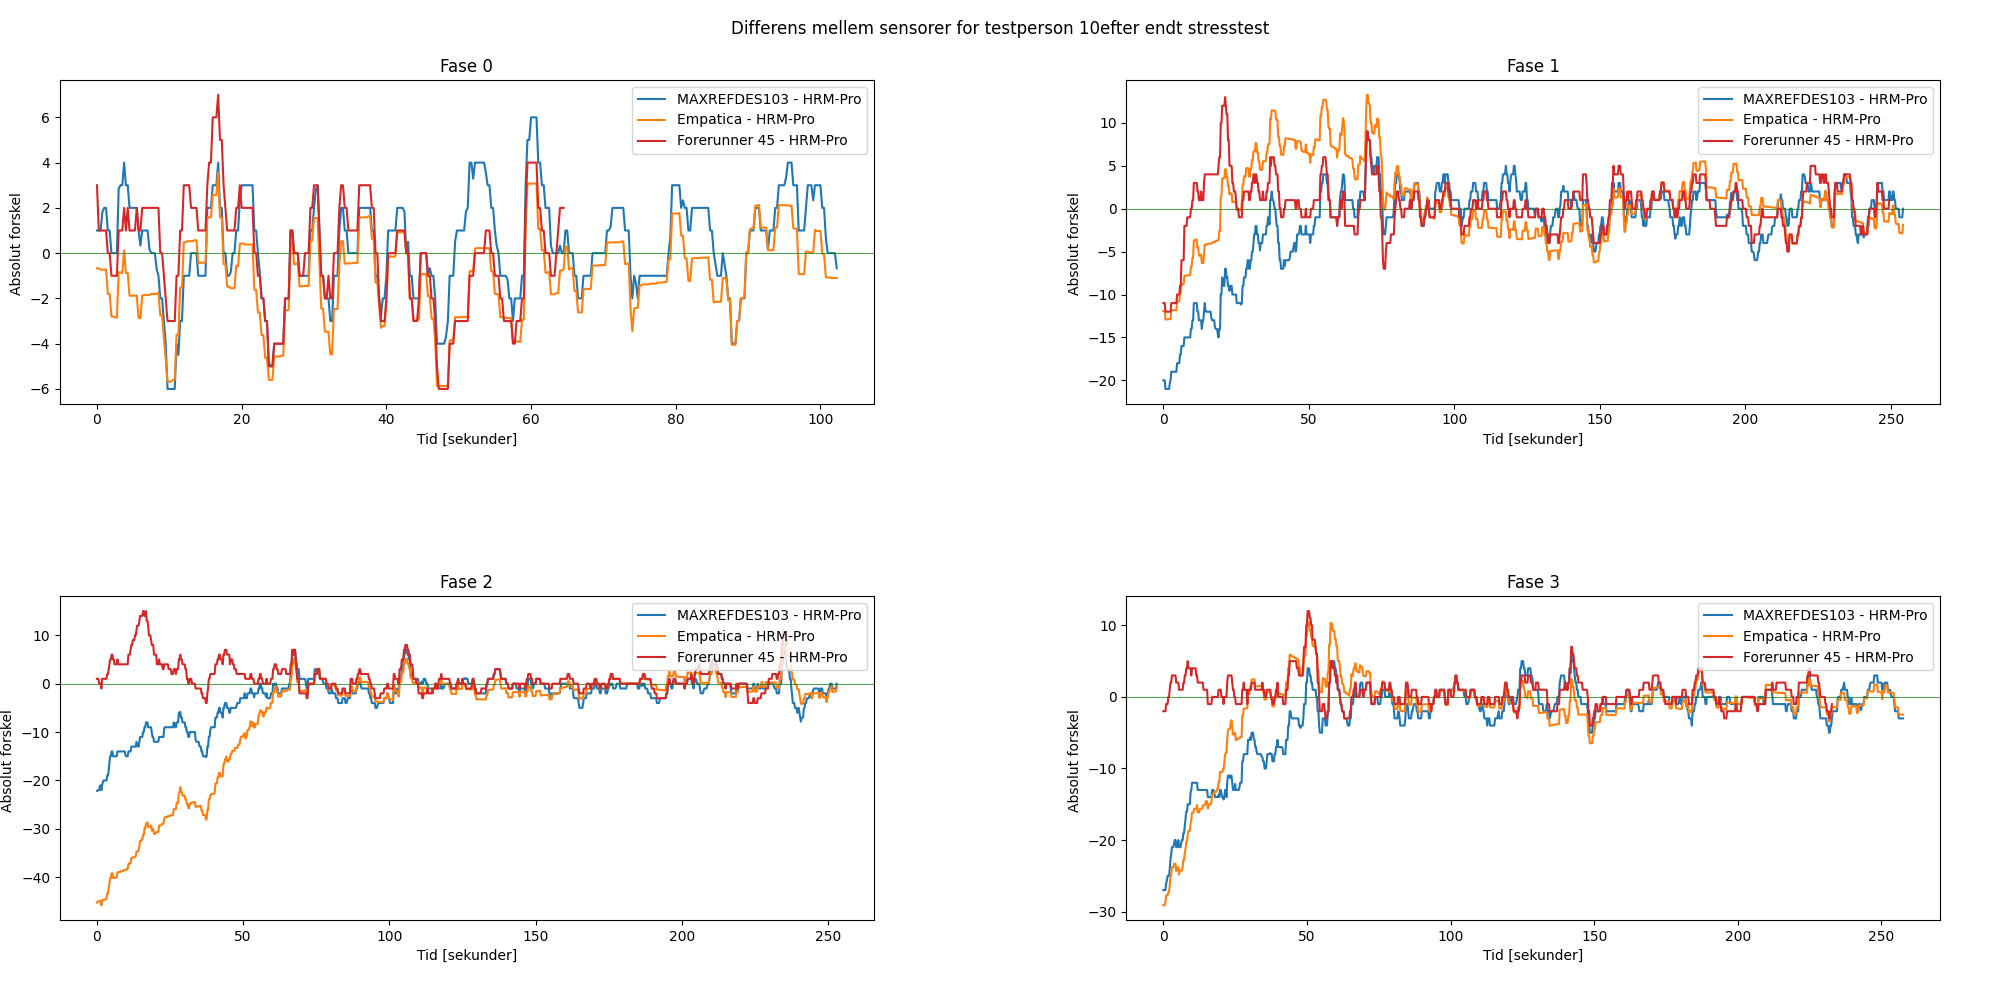 Differens mellem sensorer for testperson 10efter endt stresstest
Fase 0
MAXREFDES103 - HRM-Pro
Empatica - HRM-Pro
Forerunner 45 - HRM-Pro
Absolut forskel
6
4
2
0
−2
−4
−6
0 20 40 60 80 100
Tid [sekunder]
Fase 1
MAXREFDES103 - HRM-Pro
Empatica - HRM-Pro
Forerunner 45 - HRM-Pro
Absolut forskel
10
5
0
−5
−10
−15
−20
0 50 100 150 200 250
Tid [sekunder]
Fase 2
MAXREFDES103 - HRM-Pro
Empatica - HRM-Pro
Forerunner 45 - HRM-Pro
Absolut forskel
10
0
−10
−20
−30
−40
0 50 100 150 200 250
Tid [sekunder]
Fase 3
MAXREFDES103 - HRM-Pro
Empatica - HRM-Pro
Forerunner 45 - HRM-Pro
Absolut forskel
10
0
−10
−20
−30
0 50 100 150 200 250
Tid [sekunder]